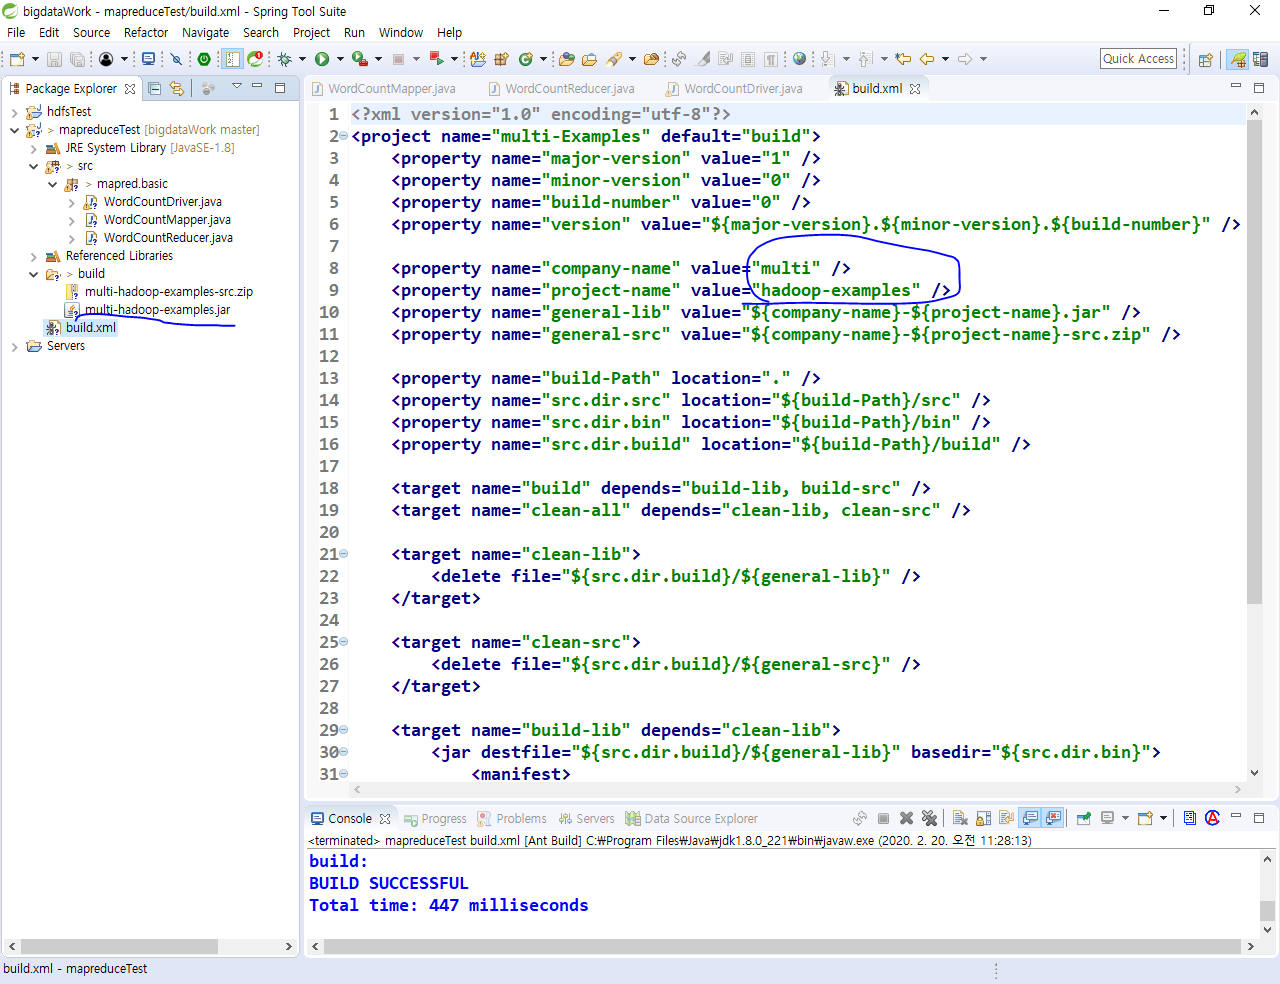 bigdataWork - mapreduceTest/build.xml - Spring Tool Suite
File Edit Source Refactor Navigate Search Project Run Window Help
Quick Access
Package Explorer
WordCountMapper.java WordCountReducer.java WordCountDriver.java build.xml
hdfsTest
> mapreduceTest [bigdataWork master]
JRE System Library [JavaSE-1.8]
> src
> mapred.basic
WordCountDriver.java
WordCountMapper.java
WordCountReducer.java
Referenced Libraries
> build
multi-hadoop-examples-src.zip
multi-hadoop-examples.jar
build.xml
Servers
1 <?xml version="1.0" encoding="utf-8"?>
2 <project name="multi-Examples" default="build">
3 <property name="major-version" value="1" />
4 <property name="minor-version" value="0" />
5 <property name="build-number" value="0" />
6 <property name="version" value="${major-version}.${minor-version}.${build-number}" />
7
8 <property name="company-name" value="multi" />
9 <property name="project-name" value="hadoop-examples" />
10 <property name="general-lib" value="${company-name}-${project-name}.jar" />
11 <property name="general-src" value="${company-name}-${project-name}-src.zip" />
12
13 <property name="build-Path" location="." />
14 <property name="src.dir.src" location="${build-Path}/src" />
15 <property name="src.dir.bin" location="${build-Path}/bin" />
16 <property name="src.dir.build" location="${build-Path}/build" />
17
18 <target name="build" depends="build-lib, build-src" />
19 <target name="clean-all" depends="clean-lib, clean-src" />
20
21 <target name="clean-lib">
22 <delete file="${src.dir.build}/${general-lib}" />
23 </target>
24
25 <target name="clean-src">
26 <delete file="${src.dir.build}/${general-src}" />
27 </target>
28
29 <target name="build-lib" depends="clean-lib">
30 <jar destfile="${src.dir.build}/${general-lib}" basedir="${src.dir.bin}">
31 <manifest>
Console Progress Problems Servers Data Source Explorer
<terminated> mapreduceTest build.xml [Ant Build] C:₩Program Files₩Java₩jdk1.8.0_221₩bin₩javaw.exe (2020. 2. 20. 오전 11:28:13)
build:
BUILD SUCCESSFUL
Total time: 447 milliseconds
build.xml - mapreduceTest